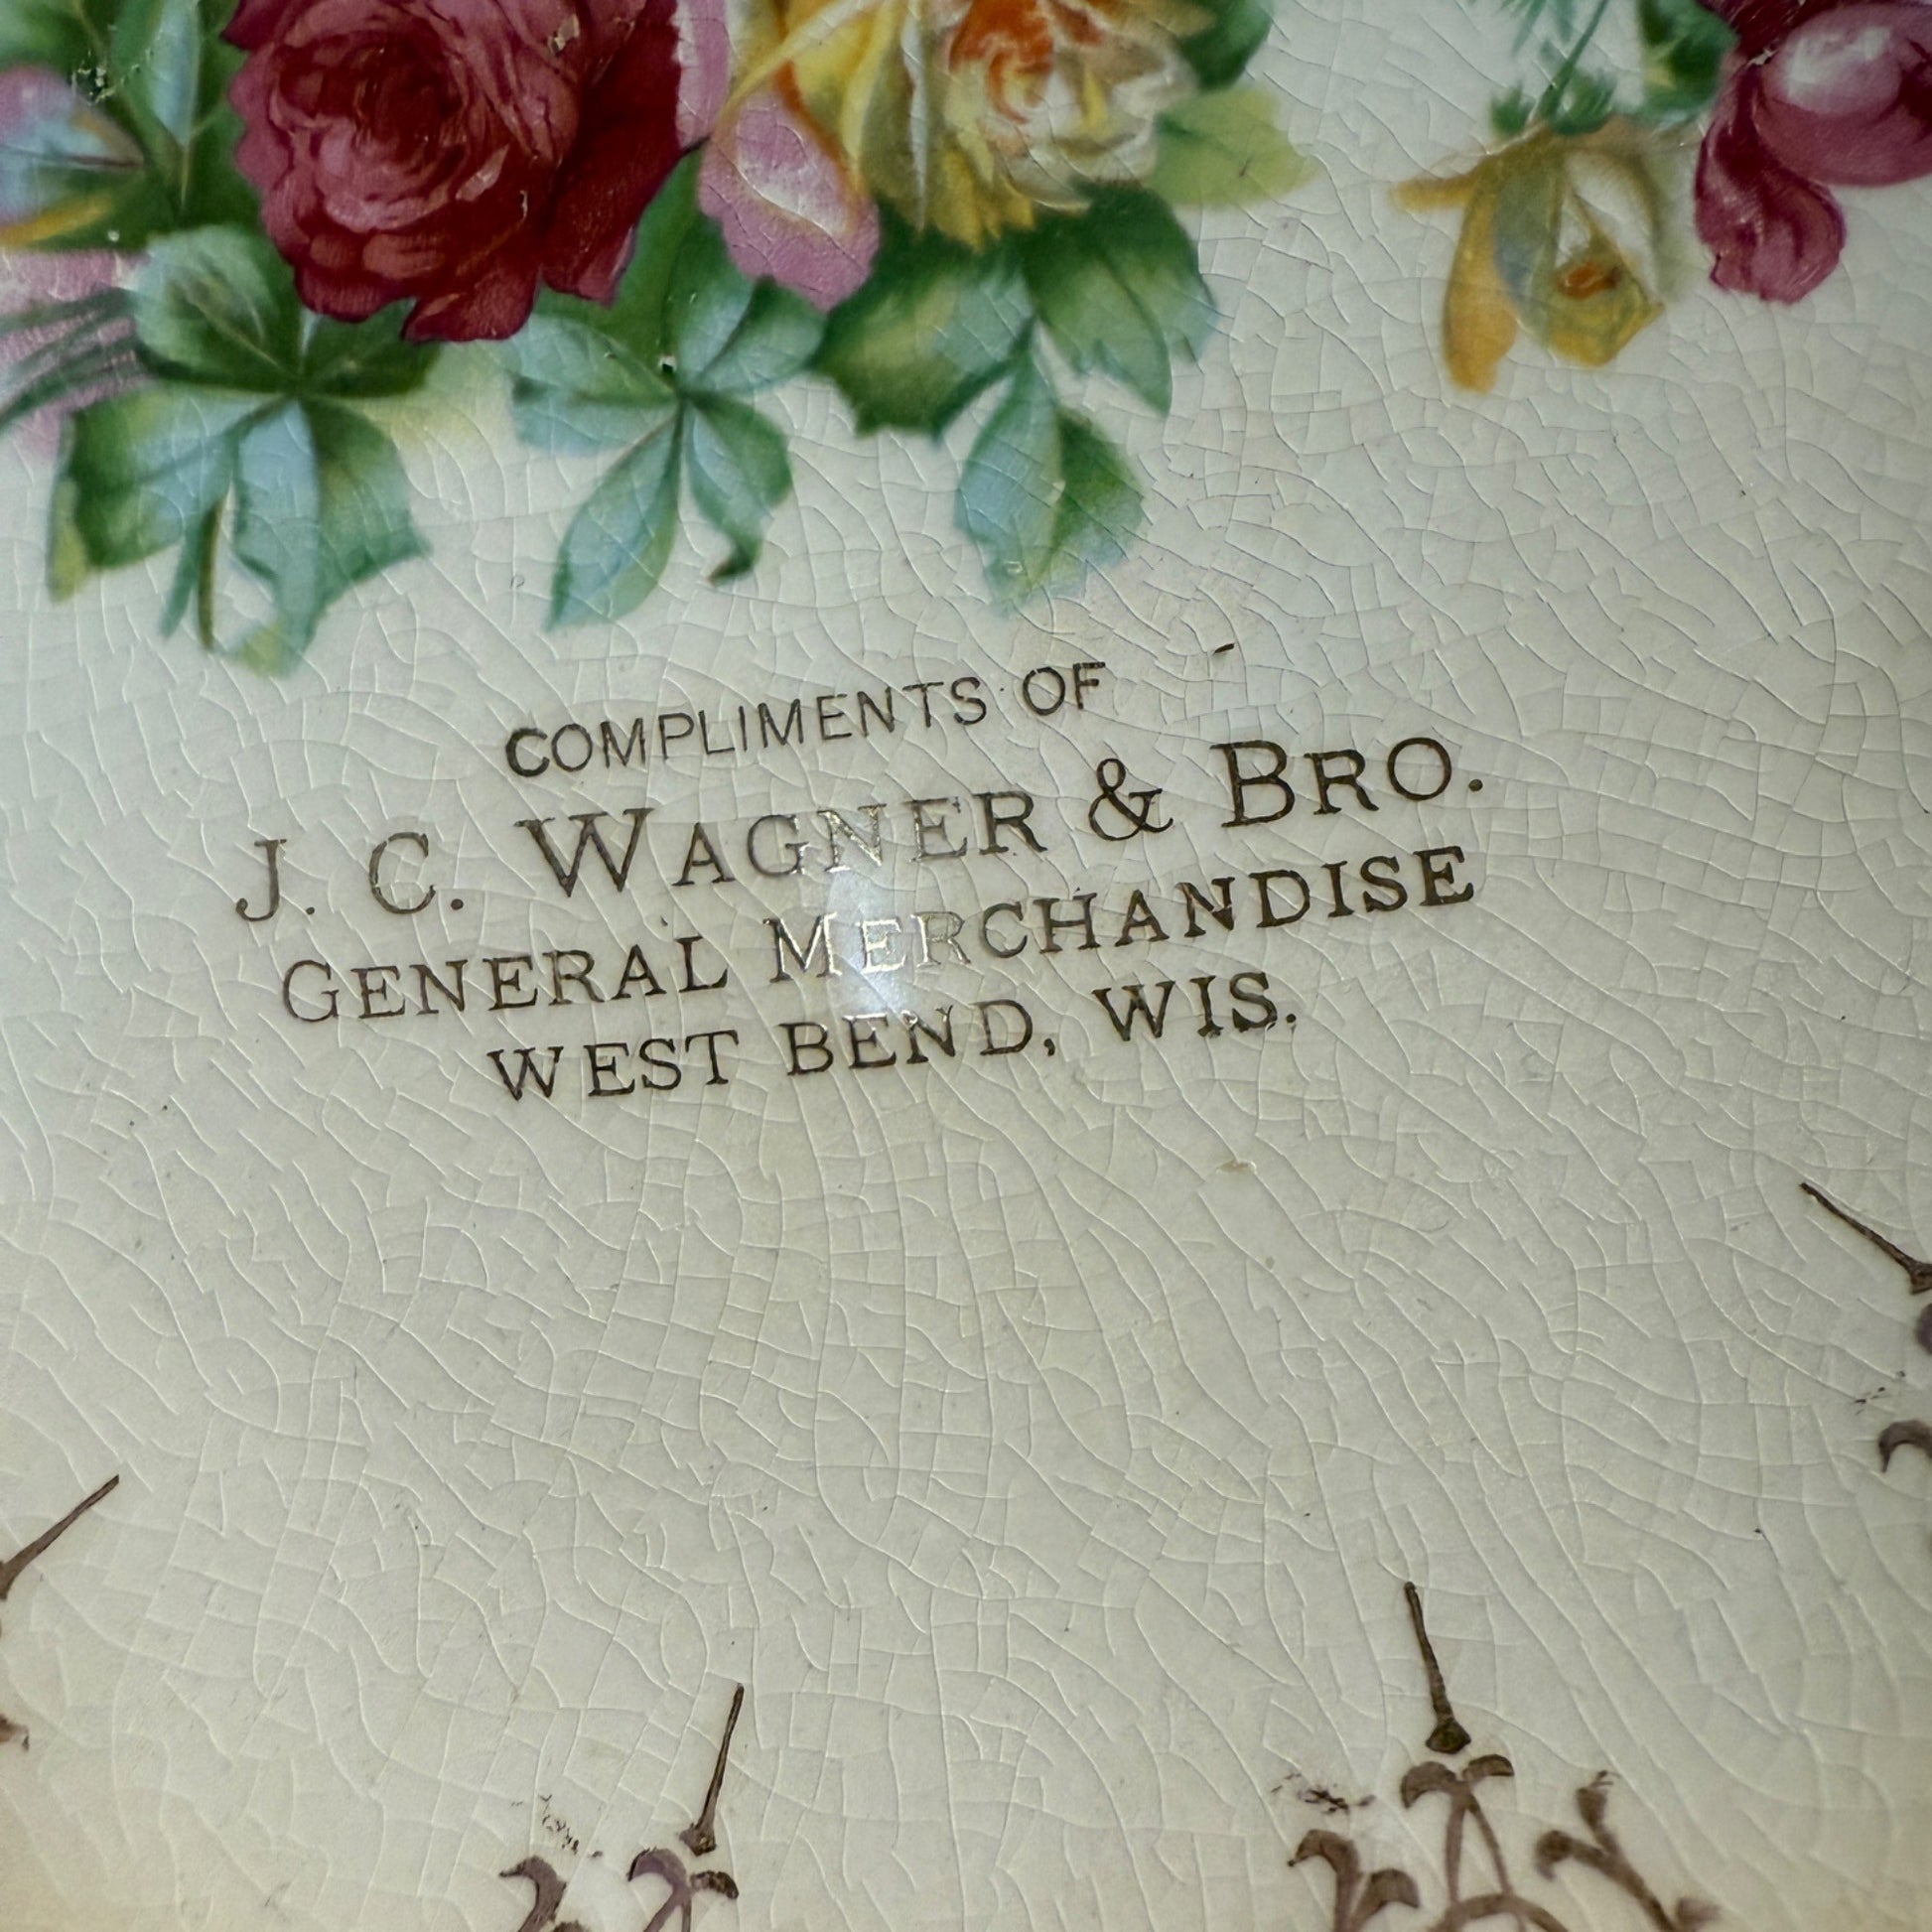 COMPLIMENTS OF
J. C. WAGNER & BRO.
GENERAL MERCHANDISE
WEST BEND, WIS.